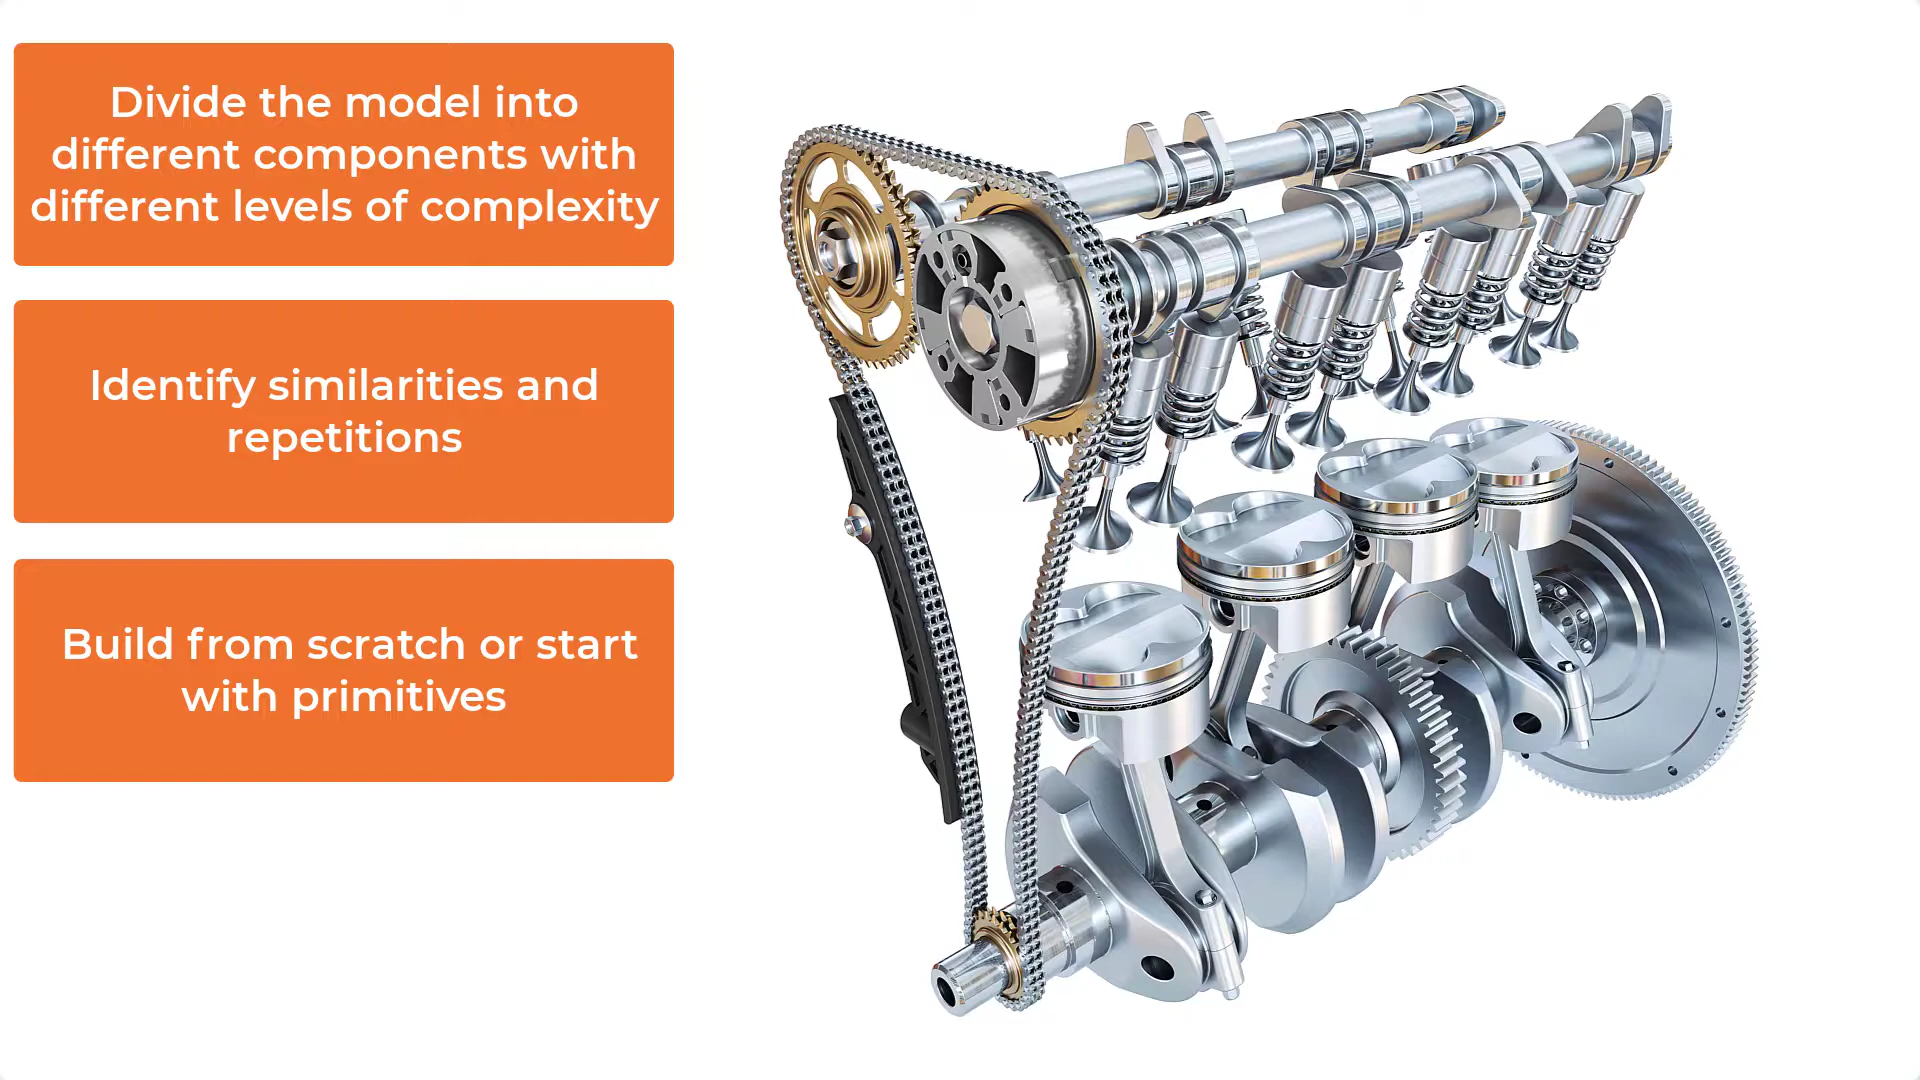 Divide the model into
different components with
different levels of complexity
Identify similarities and
repetitions
Build from scratch or start
with primitives